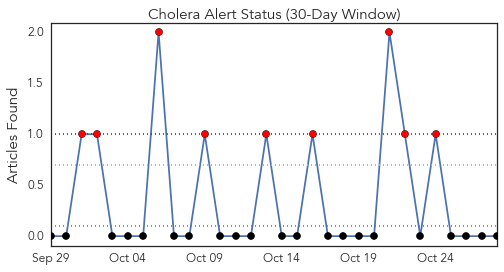 Cholera Alert Status (30-Day Window)
Articles Found
2.0
1.5
1.0
0.5
0.0
Sep 29 Oct 04 Oct 09 Oct 14 Oct 19 Oct 24